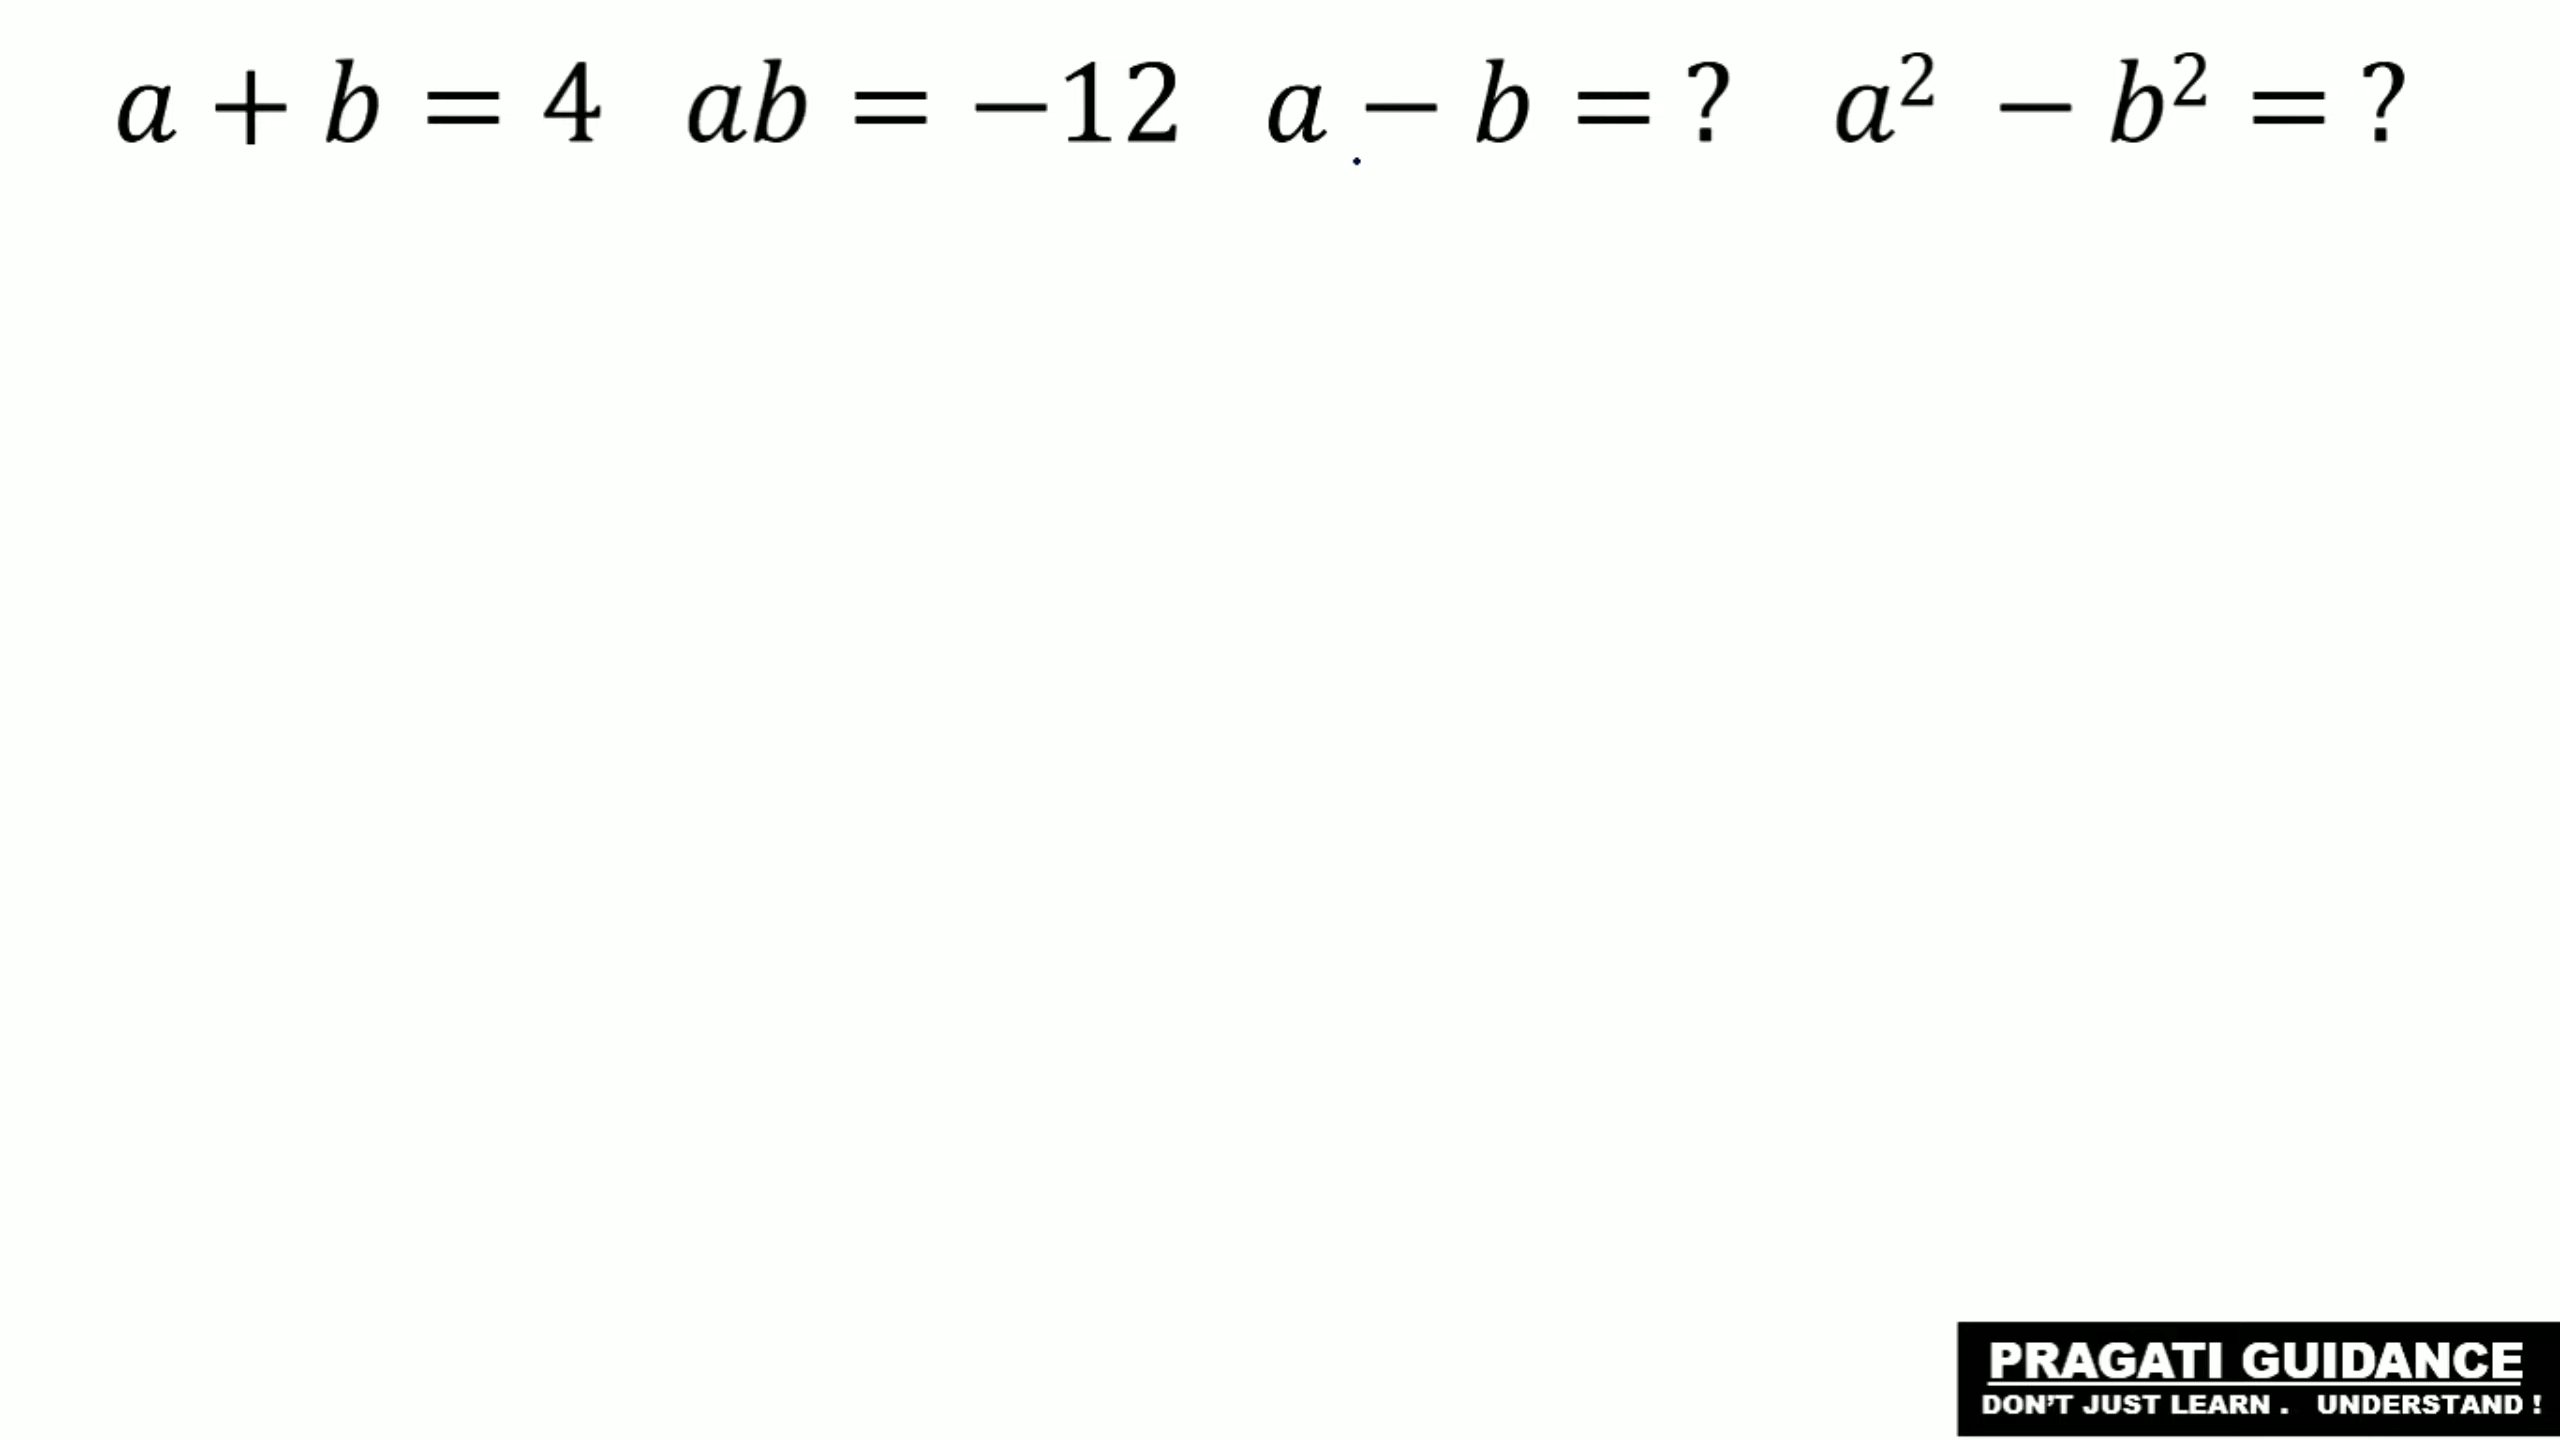 a + b = 4 ab = −12 a − b = ? a² − b² = ?
PRAGATI GUIDANCE
DON'T JUST LEARN . UNDERSTAND !